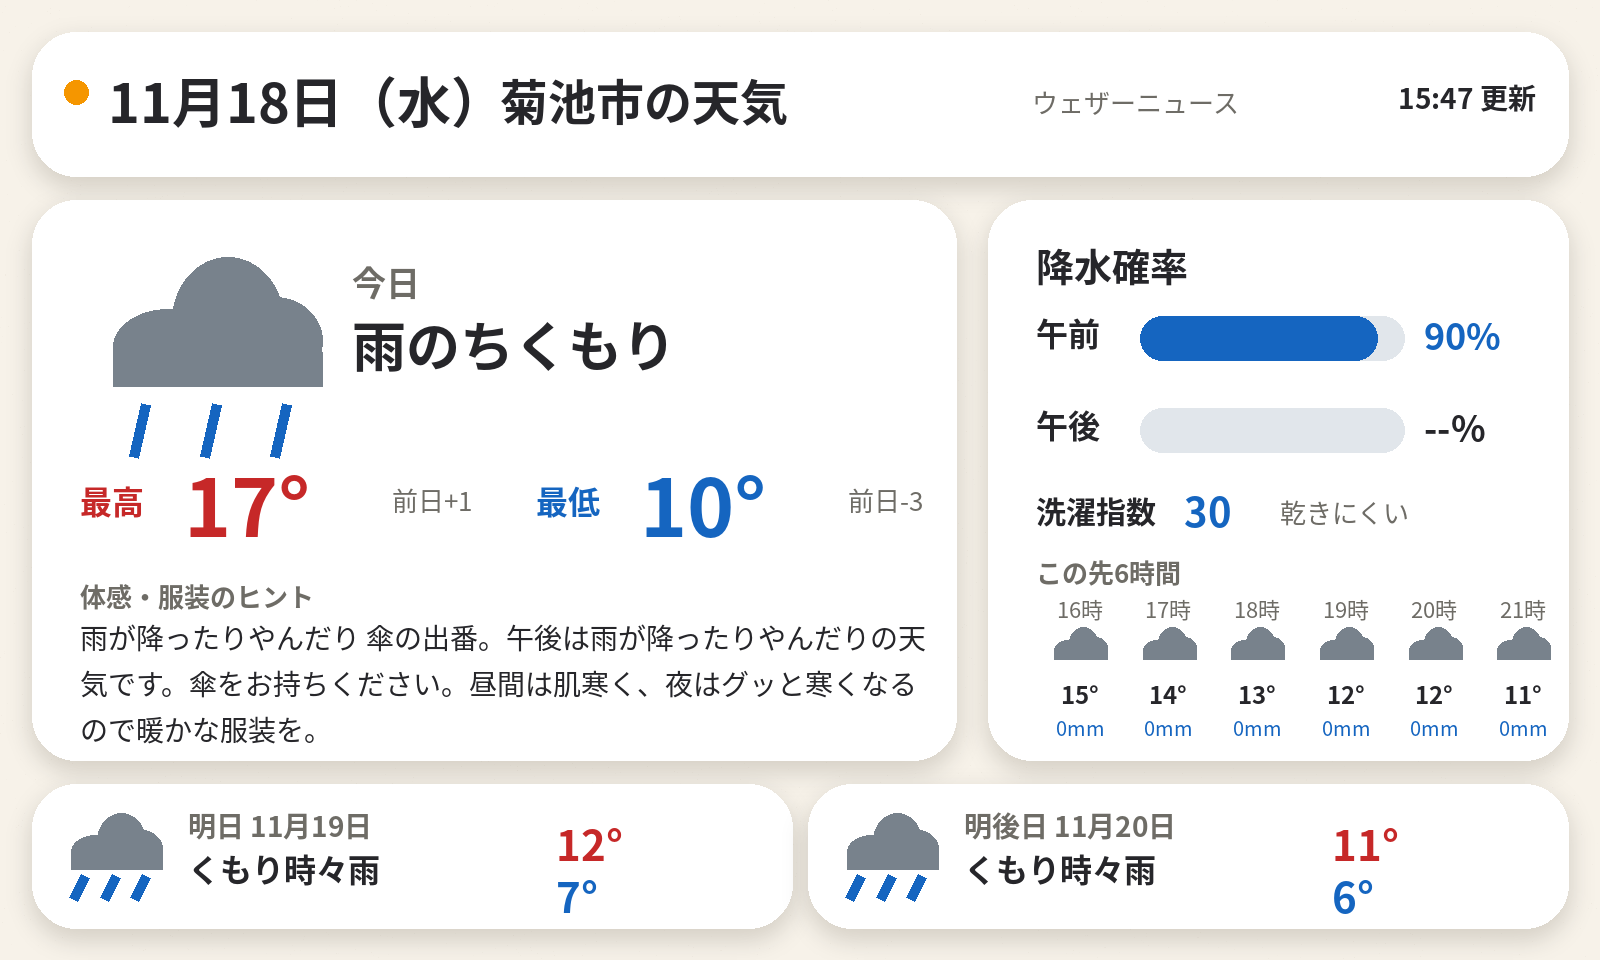 11月18日（水）菊池市の天気
ウェザーニュース
15:47 更新
今日
雨のちくもり
最高 17° 前日+1 最低 10° 前日-3
体感・服装のヒント
雨が降ったりやんだり 傘の出番。午後は雨が降ったりやんだりの天
気です。傘をお持ちください。昼間は肌寒く、夜はグッと寒くなる
ので暖かな服装を。
降水確率
午前 90%
午後 --%
洗濯指数 30 乾きにくい
この先6時間
16時 17時 18時 19時 20時 21時
15° 14° 13° 12° 12° 11°
0mm 0mm 0mm 0mm 0mm 0mm
明日 11月19日
くもり時々雨
12°
7°
明後日 11月20日
くもり時々雨
11°
6°